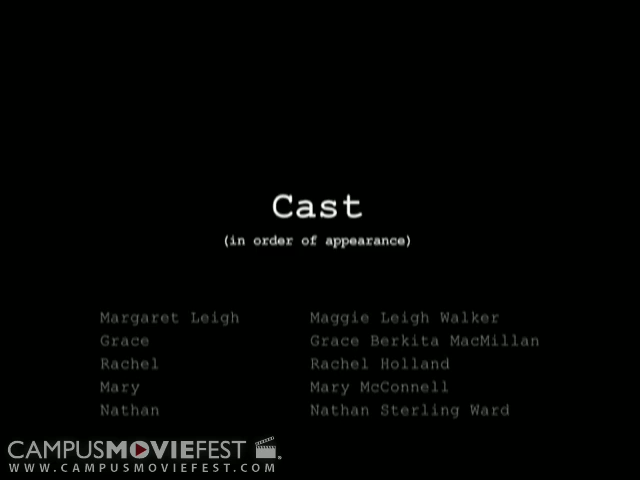 Cast
(in order of appearance)
Margaret Leigh Maggie Leigh Walker
Grace Grace Berkita MacMillan
Rachel Rachel Holland
Mary Mary McConnell
Nathan Nathan Sterling Ward
CAMPUSMOVIEFEST
WWW.CAMPUSMOVIEFEST.COM